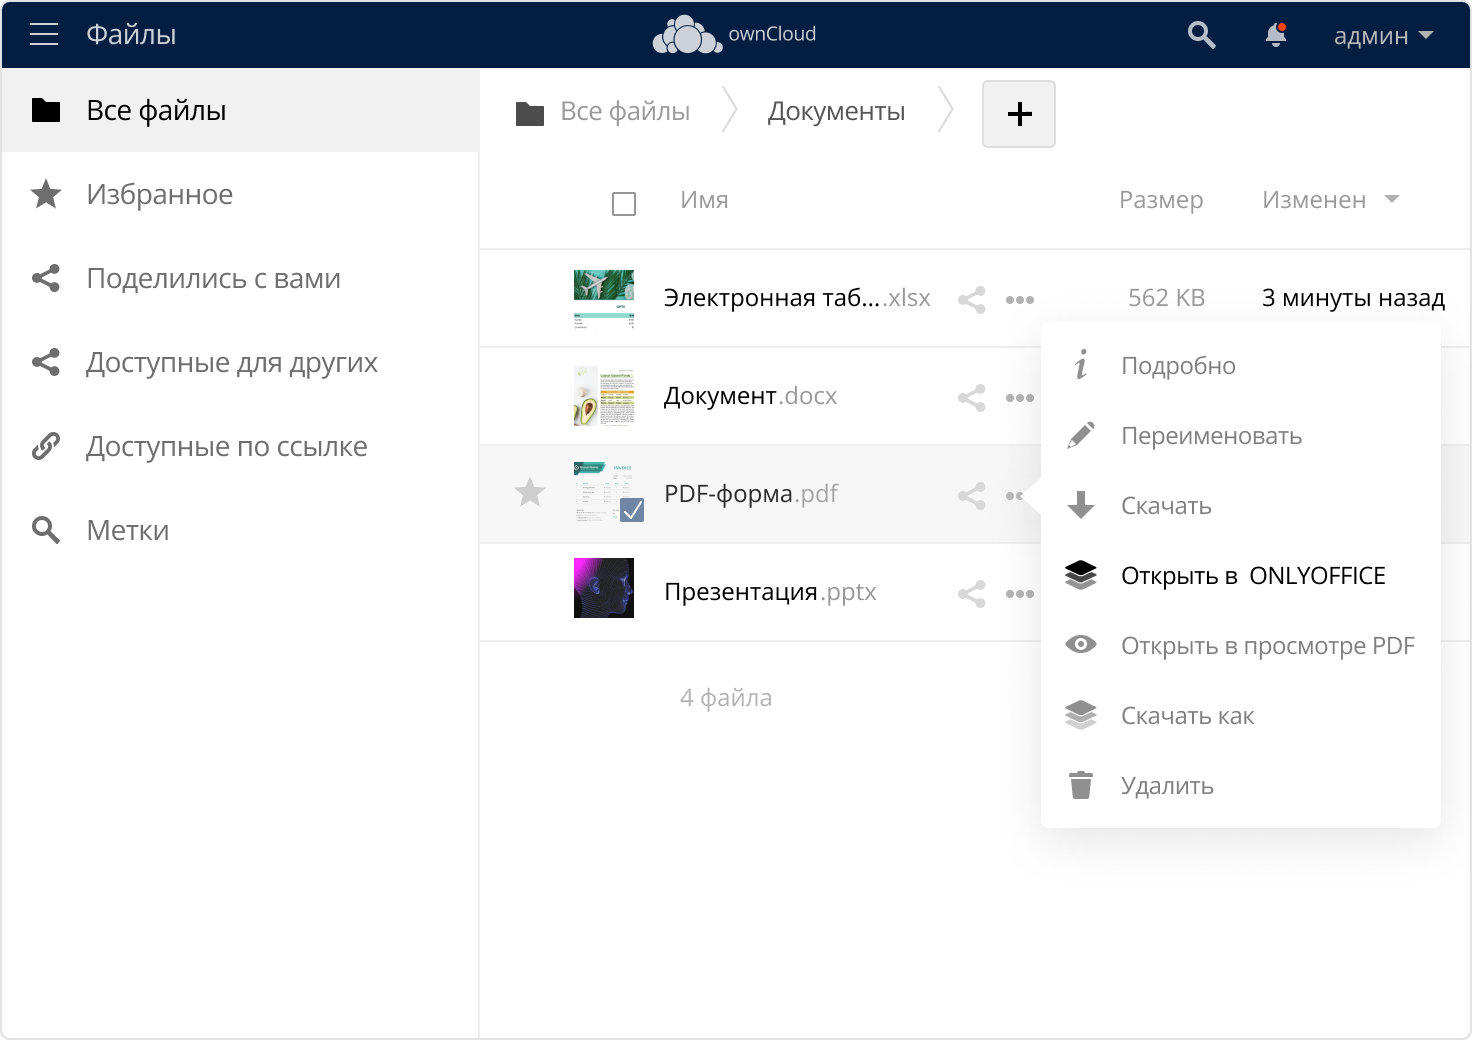 Файлы
ownCloud
админ
Все файлы
Избранное
Поделились с вами
Доступные для других
Доступные по ссылке
Метки
Все файлы
Документы
+
Имя
Размер
Изменен
Электронная таб....xlsx
562 KB
3 минуты назад
Документ.docx
PDF-форма.pdf
Презентация.pptx
4 файла
Подробно
Переименовать
Скачать
Открыть в ONLYOFFICE
Открыть в просмотре PDF
Скачать как
Удалить